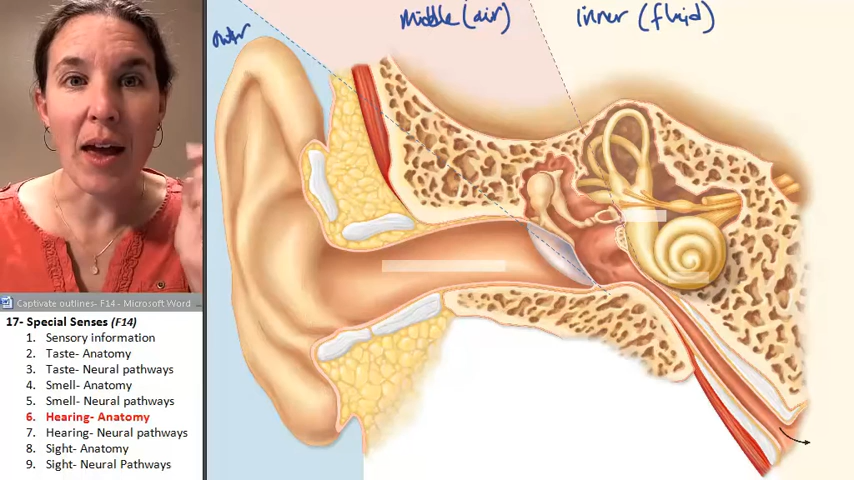 outer
middle (air)
inner (fluid)
Captivate outlines- F14 - Microsoft Word
17- Special Senses (F14)
1. Sensory information
2. Taste- Anatomy
3. Taste- Neural pathways
4. Smell- Anatomy
5. Smell- Neural pathways
6. Hearing- Anatomy
7. Hearing- Neural pathways
8. Sight- Anatomy
9. Sight- Neural Pathways